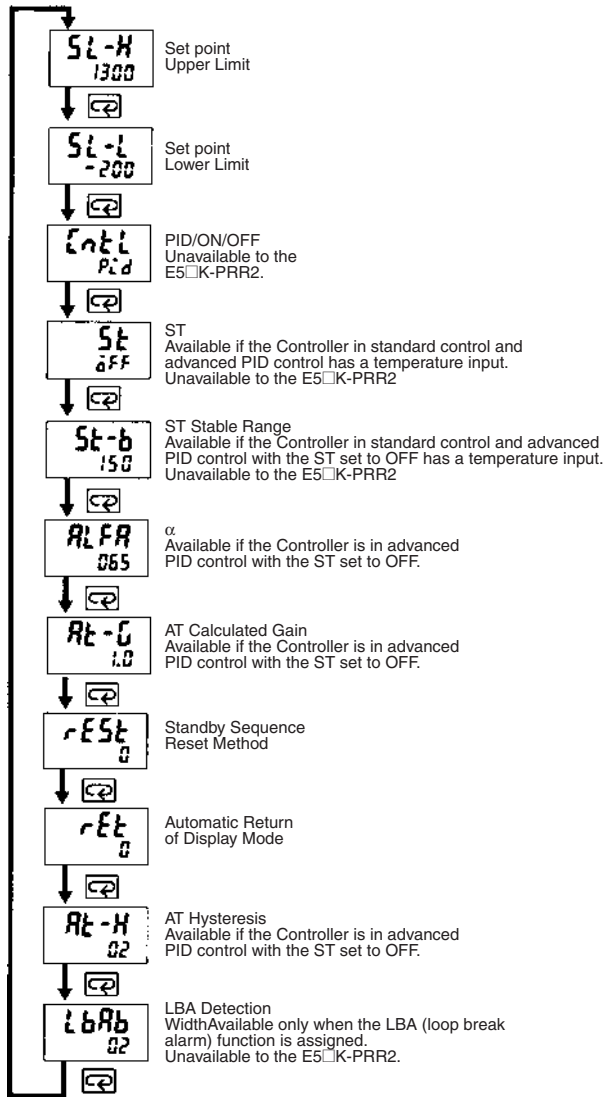 SL-H
1300
Set point
Upper Limit
SL-L
-200
Set point
Lower Limit
CntL
Pid
PID/ON/OFF
Unavailable to the
E5□K-PRR2.
St
oFF
ST
Available if the Controller in standard control and
advanced PID control has a temperature input.
Unavailable to the E5□K-PRR2
St-b
150
ST Stable Range
Available if the Controller in standard control and advanced
PID control with the ST set to OFF has a temperature input.
Unavailable to the E5□K-PRR2
ALFA
065
α
Available if the Controller is in advanced
PID control with the ST set to OFF.
At-G
1.0
AT Calculated Gain
Available if the Controller is in advanced
PID control with the ST set to OFF.
rESt
0
Standby Sequence
Reset Method
rEt
0
Automatic Return
of Display Mode
At-H
02
AT Hysteresis
Available if the Controller is in advanced
PID control with the ST set to OFF.
LbAb
02
LBA Detection
WidthAvailable only when the LBA (loop break
alarm) function is assigned.
Unavailable to the E5□K-PRR2.